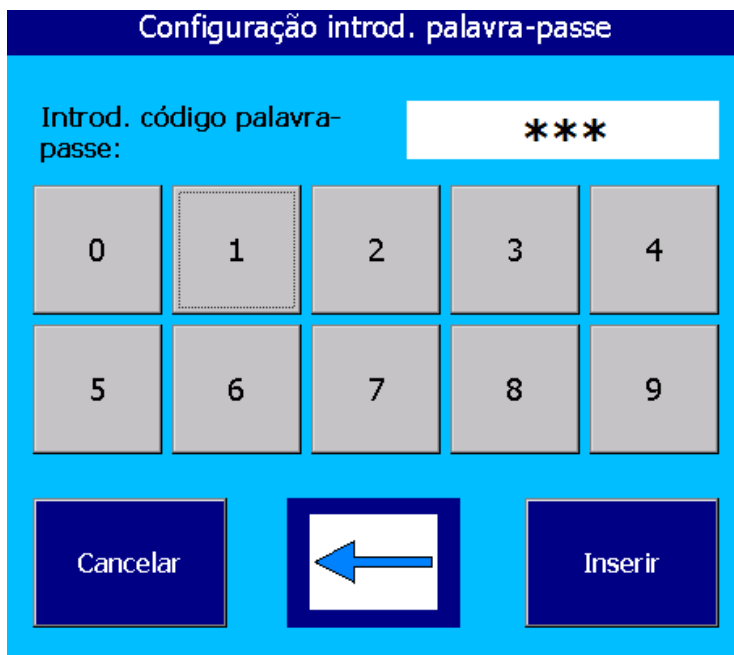 Configuração introd. palavra-passe
Introd. código palavra-
passe:
***
0 1 2 3 4
5 6 7 8 9
Cancelar Inserir